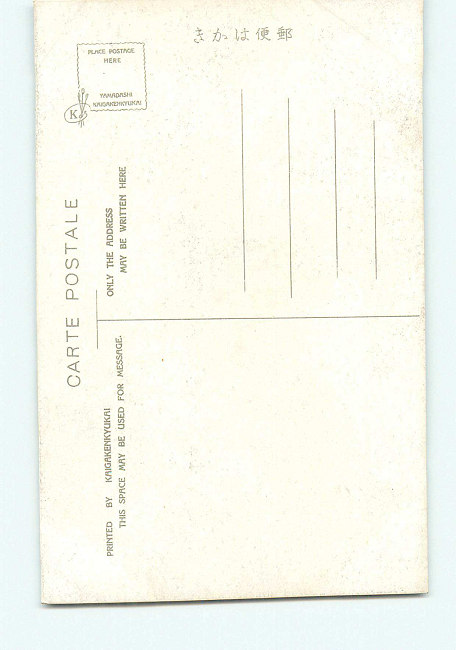 きかは便郵
PLACE POSTAGE
HERE
YAMADASHI
KAIGAKENKYUKAI
K
CARTE POSTALE
ONLY THE ADDRESS
MAY BE WRITTEN HERE
PRINTED BY KAIGAKENKYUKAI
THIS SPACE MAY BE USED FOR MESSAGE.